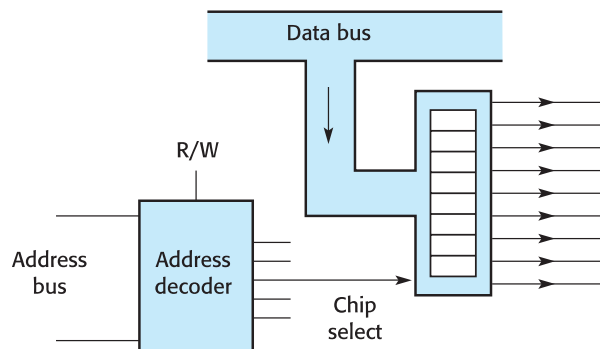 Data bus
R/W
Address
bus
Address
decoder
Chip
select